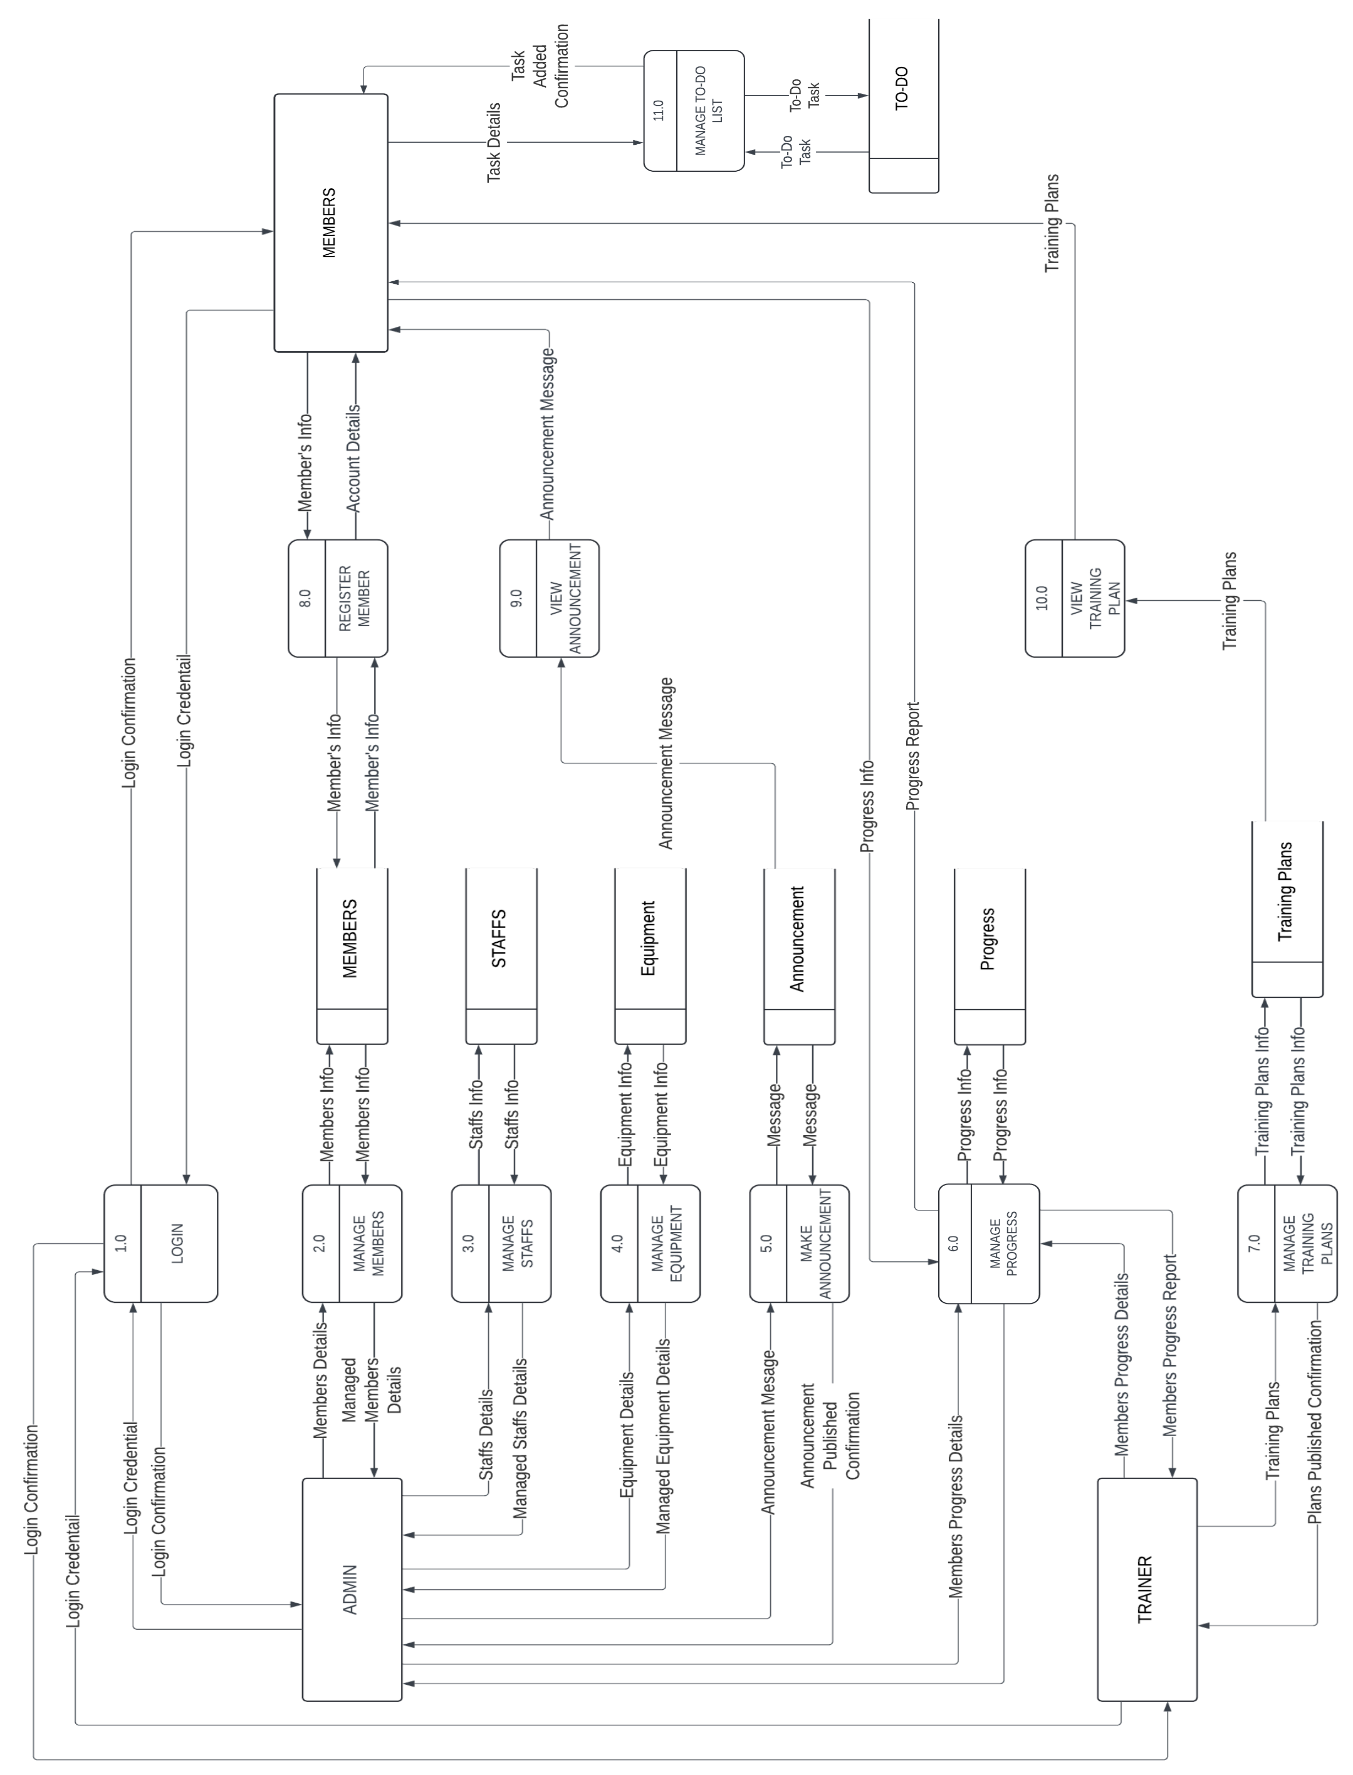 Login Confirmation
Login Credentail
Login Credential
Login Confirmation
1.0
LOGIN
Login Confirmation
Login Credentail
Members Details
Managed
Members
Details
2.0
MANAGE
MEMBERS
Members Info
Members Info
MEMBERS
Member's Info
Member's Info
8.0
REGISTER
MEMBER
Member's Info
Account Details
MEMBERS
ADMIN
Staffs Details
Managed Staffs Details
3.0
MANAGE
STAFFS
Staffs Info
Staffs Info
STAFFS
9.0
VIEW
ANNOUNCEMENT
Announcement Message
Task Details
Task
Added
Confirmation
Equipment Details
Managed Equipment Details
4.0
MANAGE
EQUIPMENT
Equipment Info
Equipment Info
Equipment
Announcement Message
11.0
MANAGE TO-DO
LIST
Announcement Mesage
Announcement
Published
Confirmation
5.0
MAKE
ANNOUNCEMENT
Message
Message
Announcement
To-Do
Task
To-Do
Task
TO-DO
Progress Info
Progress Report
Members Progress Details
6.0
MANAGE
PROGRESS
Progress Info
Progress Info
Progress
10.0
VIEW
TRAINING
PLAN
Training Plans
Members Progress Details
Members Progress Report
TRAINER
Training Plans
Plans Published Confirmation
7.0
MANAGE
TRAINING
PLANS
Training Plans Info
Training Plans Info
Training Plans
Training Plans